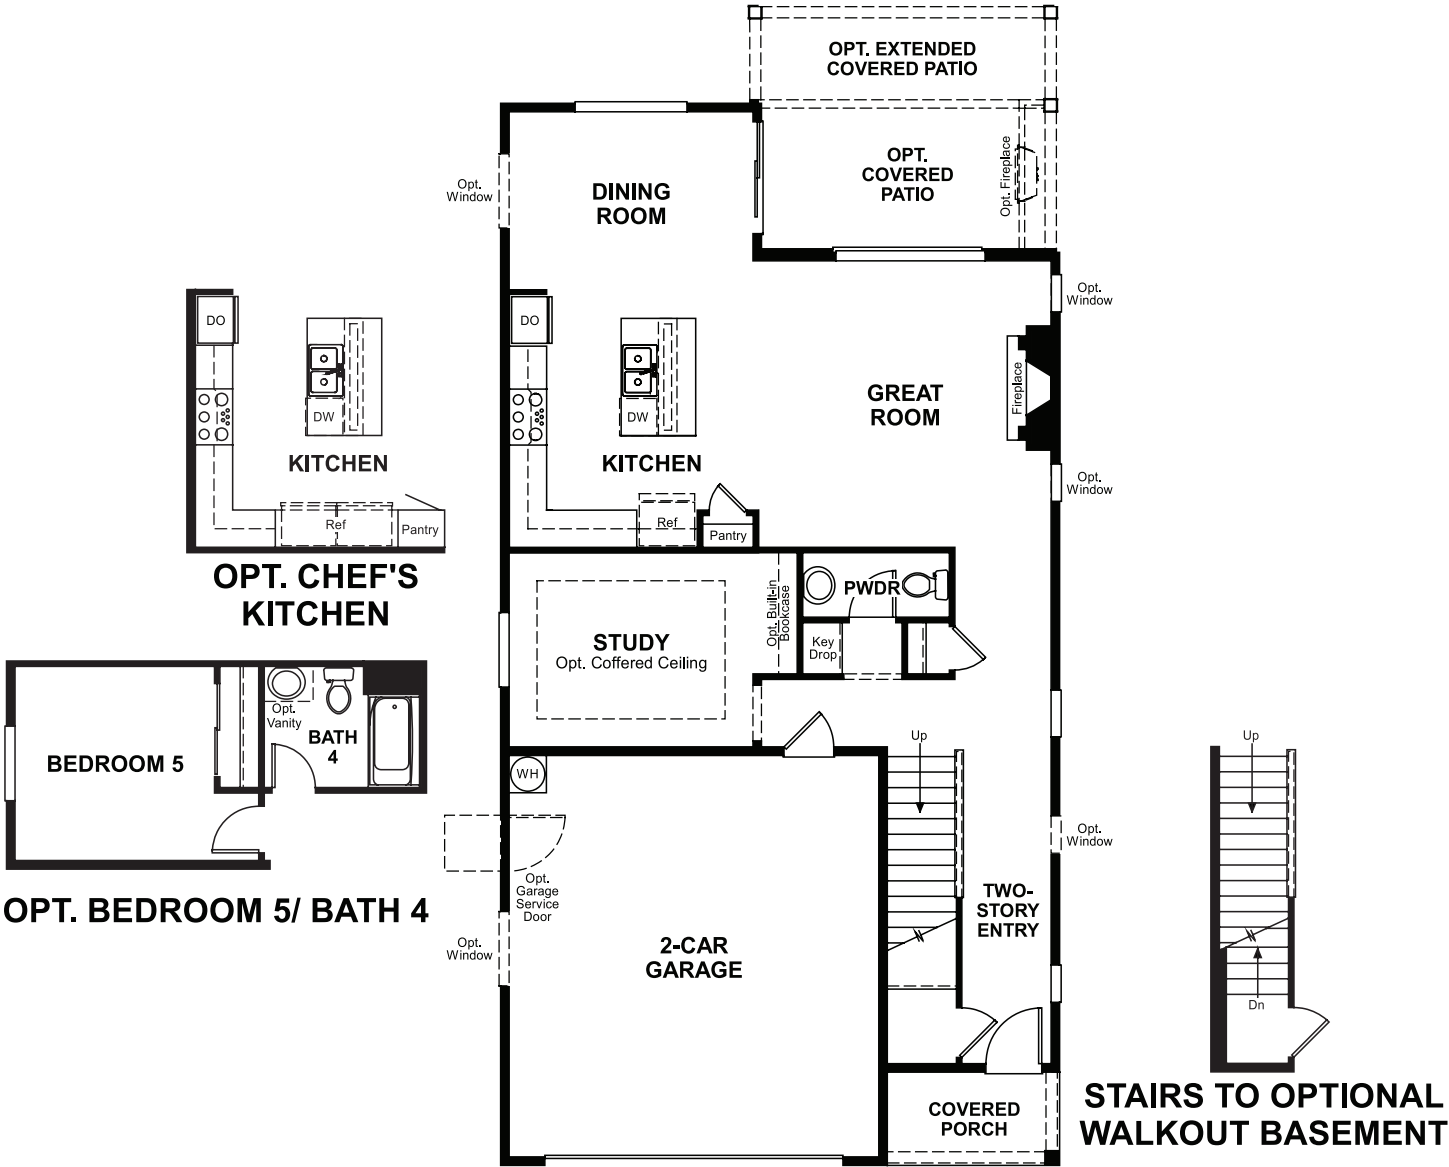 OPT. EXTENDED
COVERED PATIO
OPT.
COVERED
PATIO
Opt. Fireplace
Opt.
Window
DINING
ROOM
Opt.
Window
DO
DW
KITCHEN
Ref
Pantry
OPT. CHEF'S
KITCHEN
DO
DW
KITCHEN
Ref
Pantry
GREAT
ROOM
Fireplace
Opt.
Window
STUDY
Opt. Coffered Ceiling
Opt. Built-in
Bookcase
PWDR
Key
Drop
BEDROOM 5
Opt.
Vanity
BATH
4
OPT. BEDROOM 5/ BATH 4
WH
Opt.
Garage
Service
Door
Opt.
Window
2-CAR
GARAGE
Up
TWO-
STORY
ENTRY
Opt.
Window
COVERED
PORCH
Up
Dn
STAIRS TO OPTIONAL
WALKOUT BASEMENT